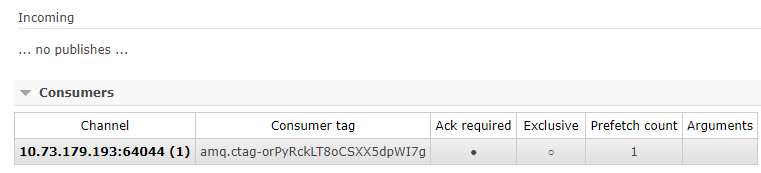 Incoming
... no publishes ...
Consumers
Channel Consumer tag Ack required Exclusive Prefetch count Arguments
10.73.179.193:64044 (1) amq.ctag-orPyRckLT8oCSXX5dpWI7g ● ○ 1